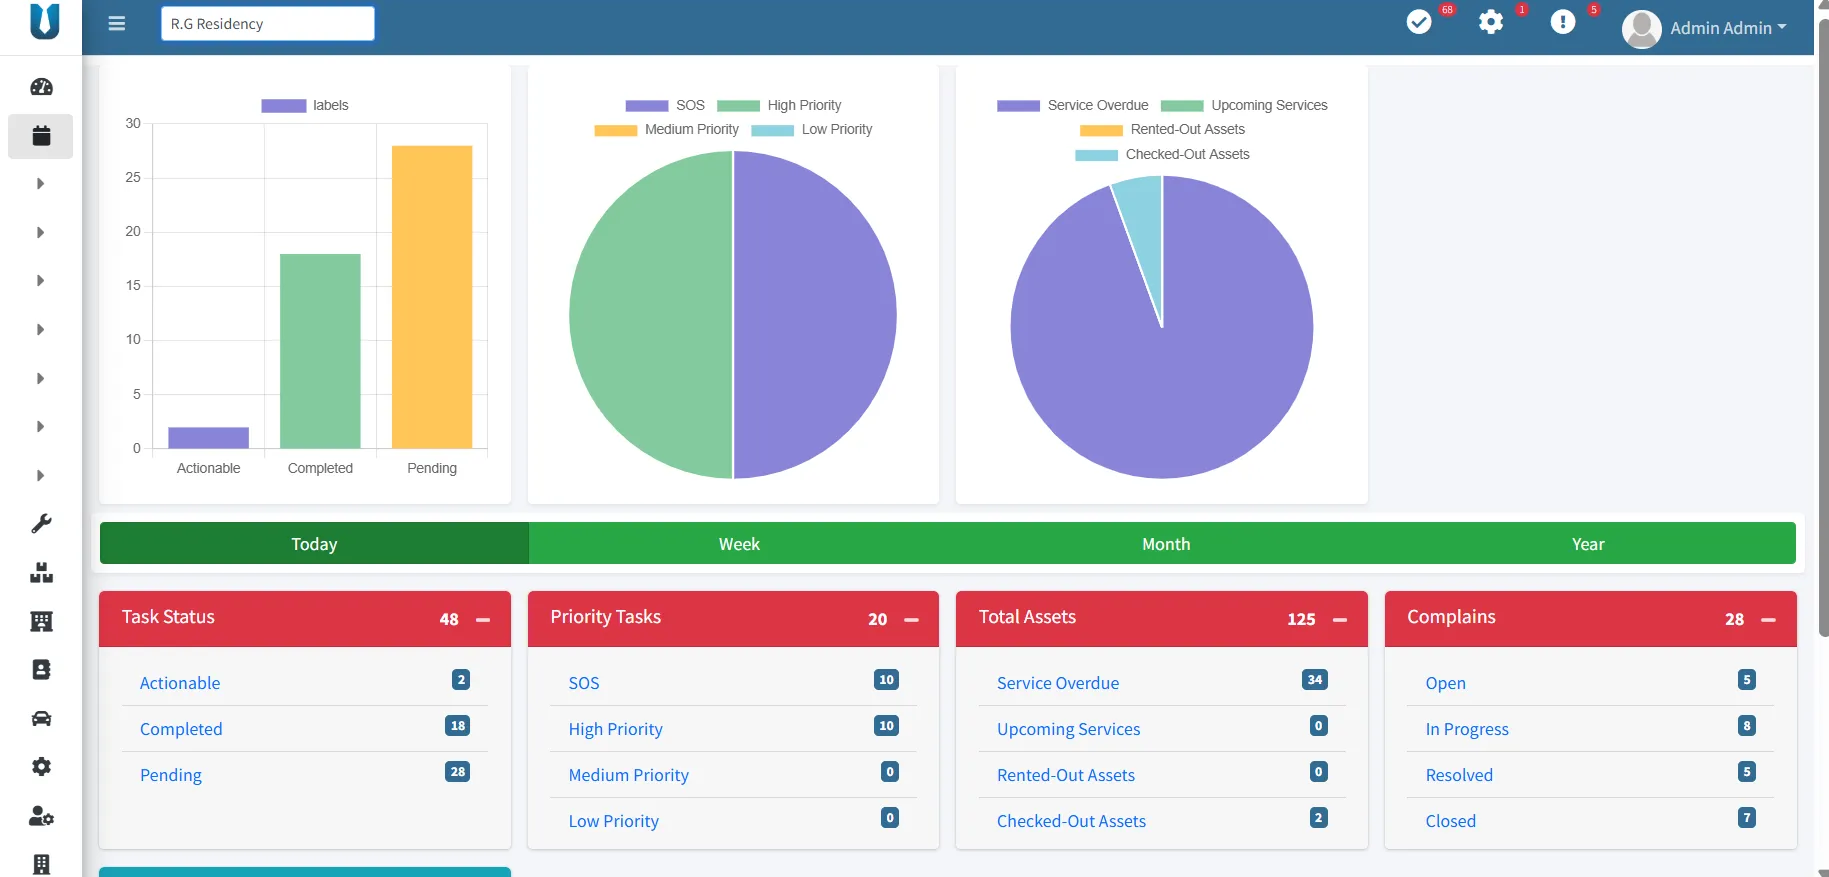 R.G Residency
68
1
5
Admin Admin
labels
30
25
20
15
10
5
0
Actionable Completed Pending
SOS High Priority
Medium Priority Low Priority
Service Overdue Upcoming Services
Rented-Out Assets
Checked-Out Assets
Today Week Month Year
Task Status 48
Actionable 2
Completed 18
Pending 28
Priority Tasks 20
SOS 10
High Priority 10
Medium Priority 0
Low Priority 0
Total Assets 125
Service Overdue 34
Upcoming Services 0
Rented-Out Assets 0
Checked-Out Assets 2
Complains 28
Open 5
In Progress 8
Resolved 5
Closed 7